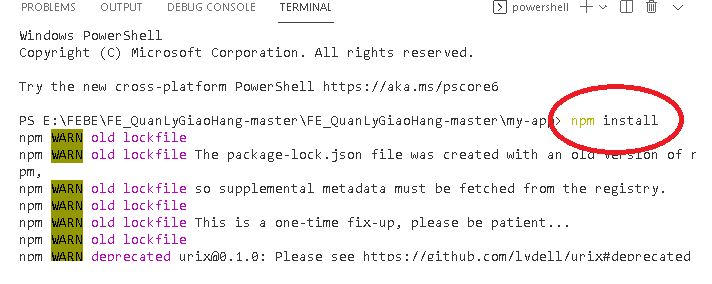 PROBLEMS OUTPUT DEBUG CONSOLE TERMINAL powershell
Windows PowerShell
Copyright (C) Microsoft Corporation. All rights reserved.
Try the new cross-platform PowerShell https://aka.ms/pscore6
PS E:\FEBE\FE_QuanLyGiaoHang-master\FE_QuanLyGiaoHang-master\my-app> npm install
npm WARN old lockfile
npm WARN old lockfile The package-lock.json file was created with an old version of r
pm,
npm WARN old lockfile so supplemental metadata must be fetched from the registry.
npm WARN old lockfile
npm WARN old lockfile This is a one-time fix-up, please be patient...
npm WARN old lockfile
npm WARN deprecated urix@0.1.0: Please see https://github.com/lydell/urix#deprecated